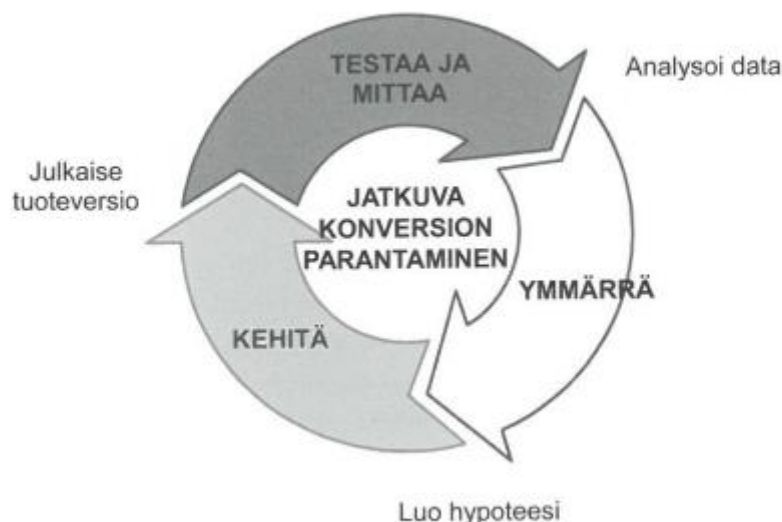 TESTAA JA
MITTAA
Analysoi data
Julkaise
tuoteversio
JATKUVA
KONVERSION
PARANTAMINEN
YMMÄRRÄ
KEHITÄ
Luo hypoteesi